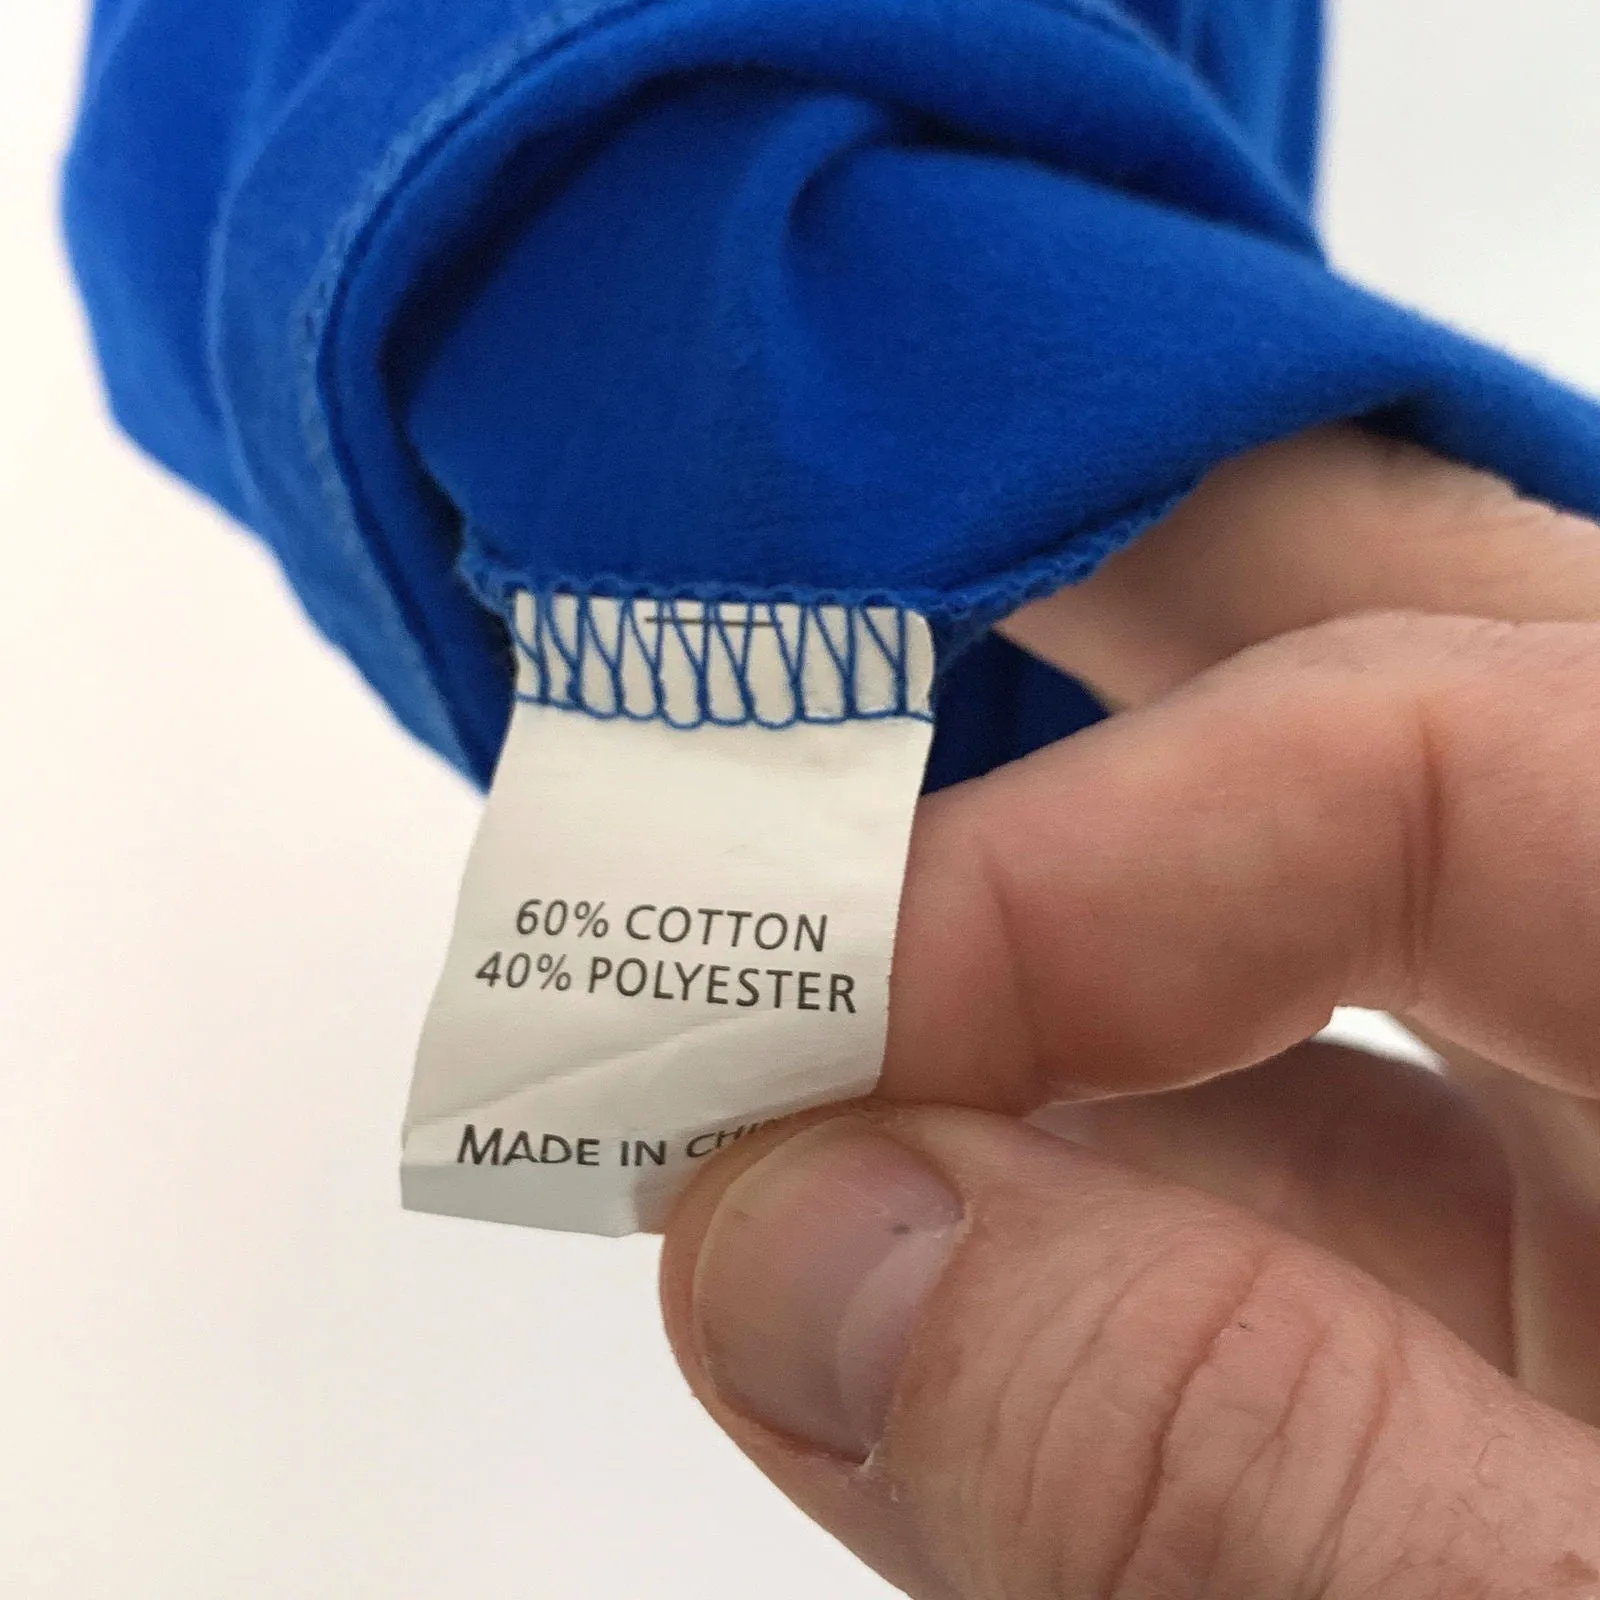 60% COTTON
40% POLYESTER
MADE IN